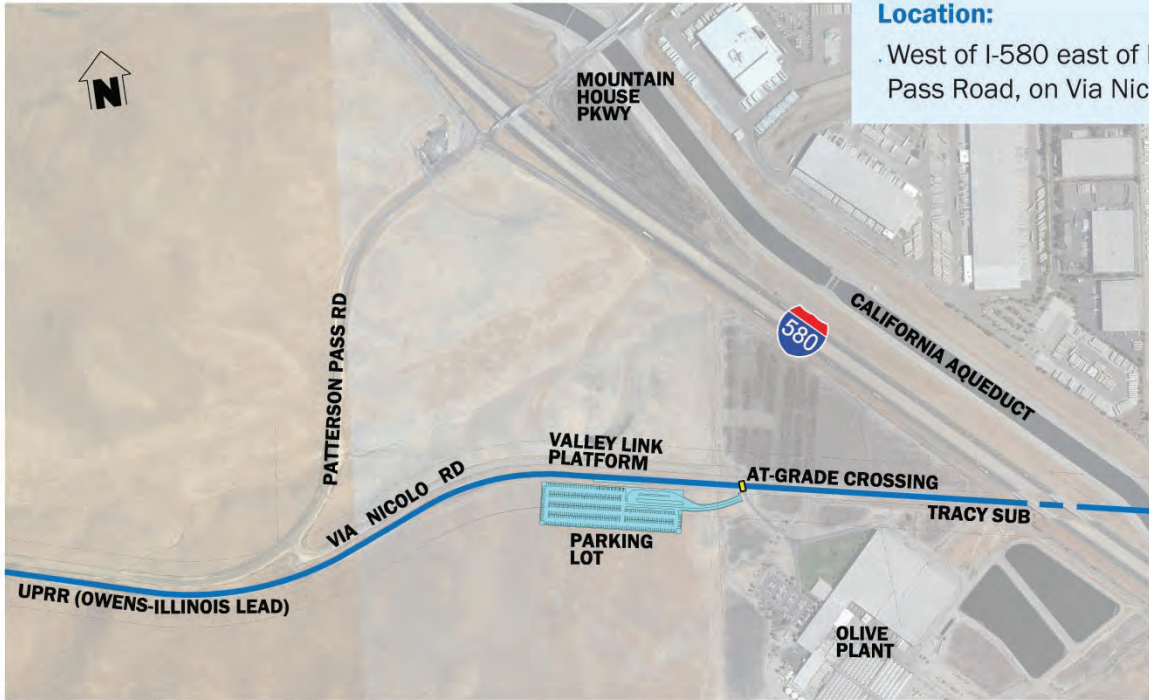 Location:
West of I-580 east of
Pass Road, on Via
N
MOUNTAIN
HOUSE
PKWY
580
CALIFORNIA AQUEDUCT
PATTERSON PASS RD
VALLEY LINK
PLATFORM
VIA NICOLO RD
AT-GRADE CROSSING
TRACY SUB
PARKING
LOT
UPRR (OWENS-ILLINOIS LEAD)
OLIVE
PLANT